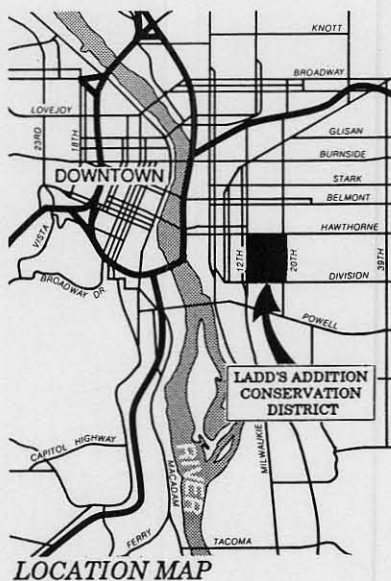 KNOTT
BROADWAY
LOVEJOY
GLISAN
23RD
18TH
BURNSIDE
STARK
DOWNTOWN
BELMONT
HAWTHORNE
VISTA
12TH
20TH
39TH
BROADWAY DR.
DIVISION
POWELL
LADD'S ADDITION
CONSERVATION
DISTRICT
CAPITOL HIGHWAY
RIVER
MACADAM
MILWAUKIE
FERRY
TACOMA
LOCATION MAP